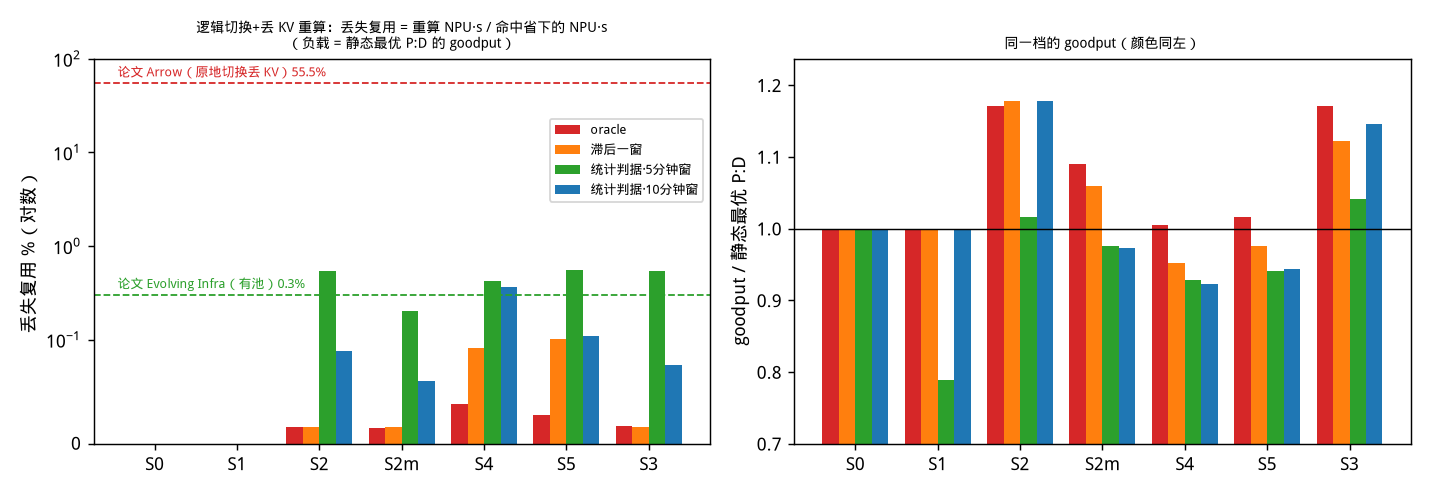 逻辑切换+丢 KV 重算：丢失复用 = 重算 NPU·s / 命中省下的 NPU·s
（负载 = 静态最优 P:D 的 goodput）
丢失复用 %（对数）
10²
10¹
10⁰
10⁻¹
0
论文 Arrow（原地切换丢 KV）55.5%
论文 Evolving Infra（有池）0.3%
oracle
滞后一窗
统计判据·5分钟窗
统计判据·10分钟窗
S0 S1 S2 S2m S4 S5 S3
同一档的 goodput（颜色同左）
goodput / 静态最优 P:D
1.2
1.1
1.0
0.9
0.8
0.7
S0 S1 S2 S2m S4 S5 S3